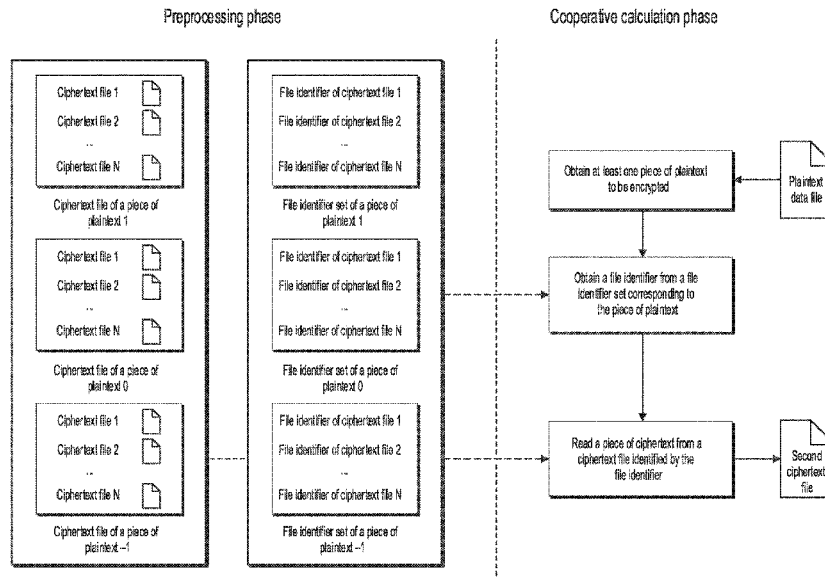 Preprocessing phase
Cooperative calculation phase
Ciphertext file 1
Ciphertext file 2
...
Ciphertext file N
Ciphertext file of a piece of
plaintext 1
File identifier of ciphertext file 1
File identifier of ciphertext file 2
...
File identifier of ciphertext file N
File identifier set of a piece of
plaintext 1
Ciphertext file 1
Ciphertext file 2
...
Ciphertext file N
Ciphertext file of a piece of
plaintext 0
File identifier of ciphertext file 1
File identifier of ciphertext file 2
...
File identifier of ciphertext file N
File identifier set of a piece of
plaintext 0
Ciphertext file 1
Ciphertext file 2
...
Ciphertext file N
Ciphertext file of a piece of
plaintext –1
File identifier of ciphertext file 1
File identifier of ciphertext file 2
...
File identifier of ciphertext file N
File identifier set of a piece of
plaintext –1
Obtain at least one piece of plaintext
to be encrypted
Plaintext
data file
Obtain a file identifier from a file
identifier set corresponding to
the piece of plaintext
Read a piece of ciphertext from a
ciphertext file identified by the
file identifier
Second
ciphertext
file